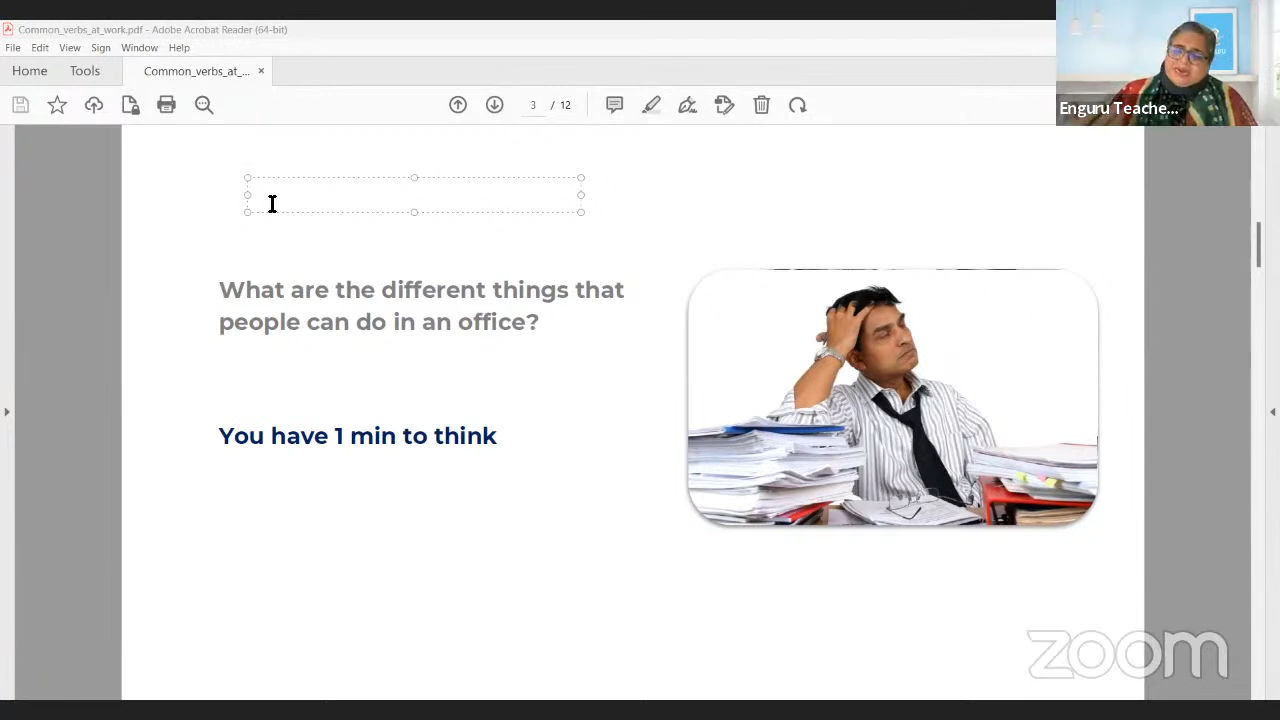 Common_verbs_at_work.pdf - Adobe Acrobat Reader (64-bit)
File Edit View Sign Window Help
Home Tools Common_verbs_at_... ×
3 / 12
Enguru Teache...
What are the different things that
people can do in an office?
You have 1 min to think
zoom